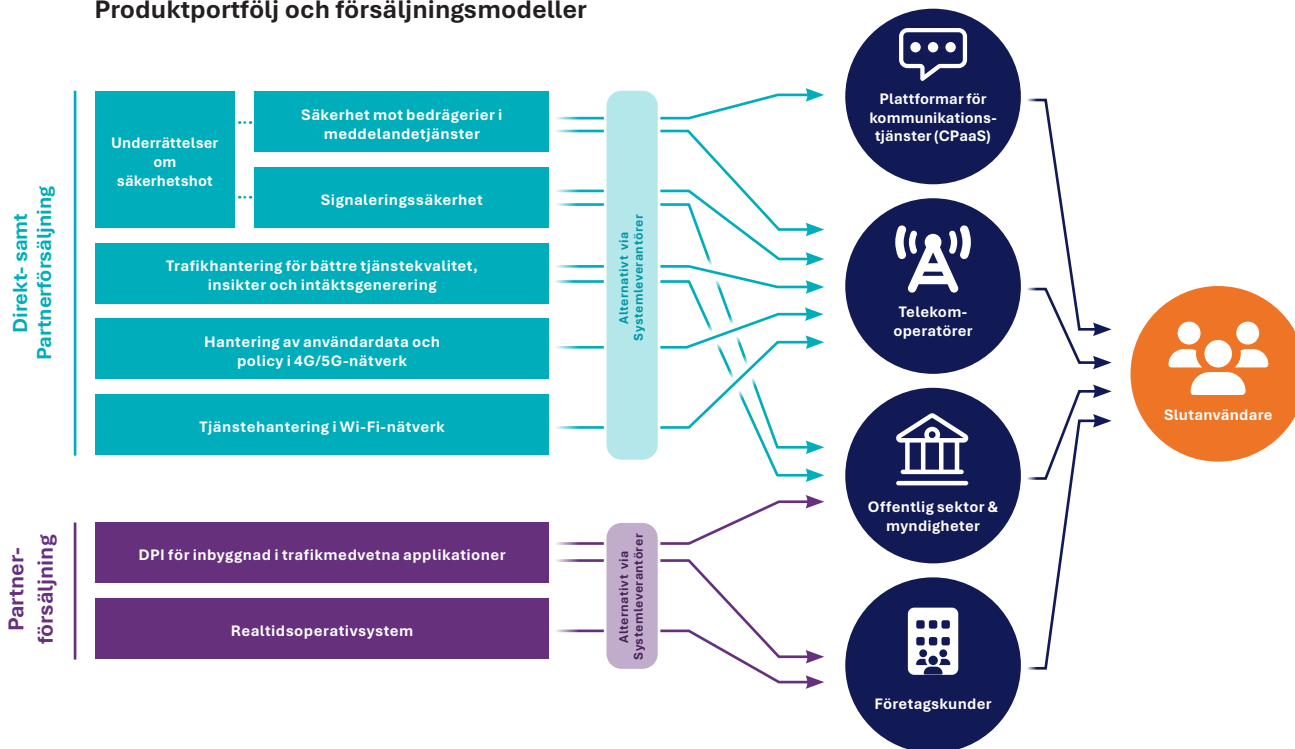 Produktportfölj och försäljningsmodeller
Direkt- samt
Partnerförsäljning
Underrättelser
om
säkerhetshot
Säkerhet mot bedrägerier i
meddelandetjänster
Signaleringssäkerhet
Trafikhantering för bättre tjänstekvalitet,
insikter och intäktsgenerering
Hantering av användardata och
policy i 4G/5G-nätverk
Tjänstehantering i Wi-Fi-nätverk
Alternativt via
Systemleverantörer
Partner-
försäljning
DPI för inbyggnad i trafikmedvetna applikationer
Realtidsoperativsystem
Alternativt via
Systemleverantörer
Plattformar för
kommunikations-
tjänster (CPaaS)
Telekom-
operatörer
Offentlig sektor &
myndigheter
Företagskunder
Slutanvändare